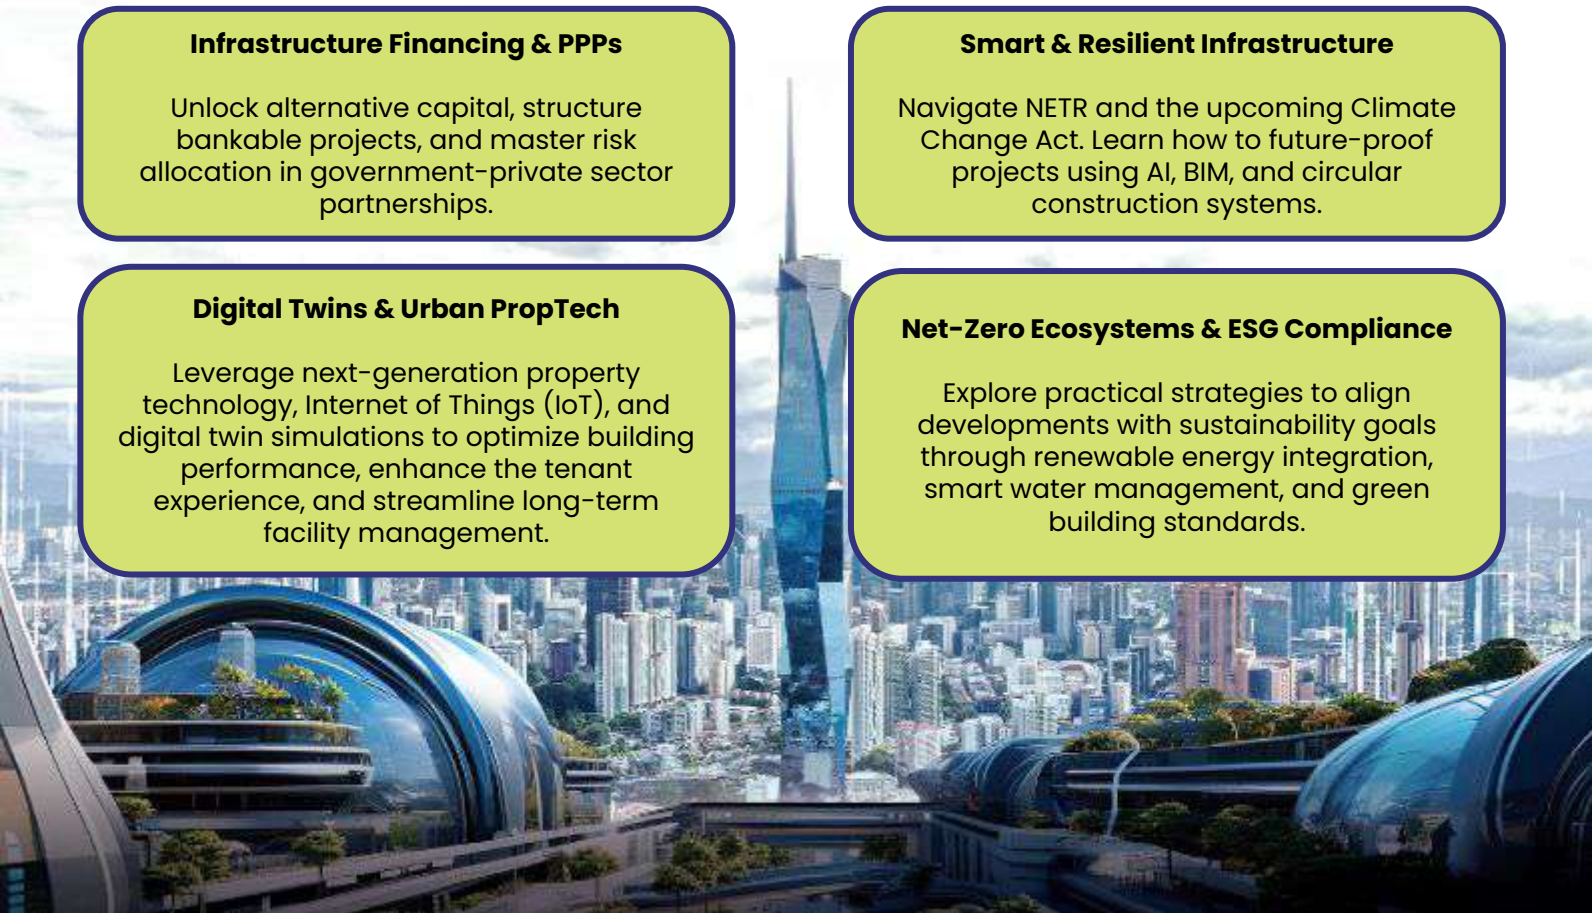 Infrastructure Financing & PPPs
Unlock alternative capital, structure
bankable projects, and master risk
allocation in government-private sector
partnerships.
Smart & Resilient Infrastructure
Navigate NETR and the upcoming Climate
Change Act. Learn how to future-proof
projects using AI, BIM, and circular
construction systems.
Digital Twins & Urban PropTech
Leverage next-generation property
technology, Internet of Things (IoT), and
digital twin simulations to optimize building
performance, enhance the tenant
experience, and streamline long-term
facility management.
Net-Zero Ecosystems & ESG Compliance
Explore practical strategies to align
developments with sustainability goals
through renewable energy integration,
smart water management, and green
building standards.